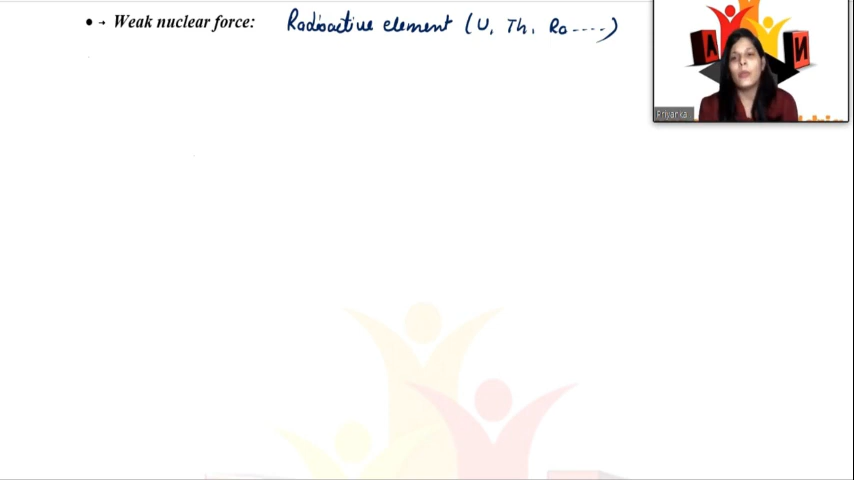 • → Weak nuclear force: Radioactive element (U, Th, Ra ----)
A N
Priyanka